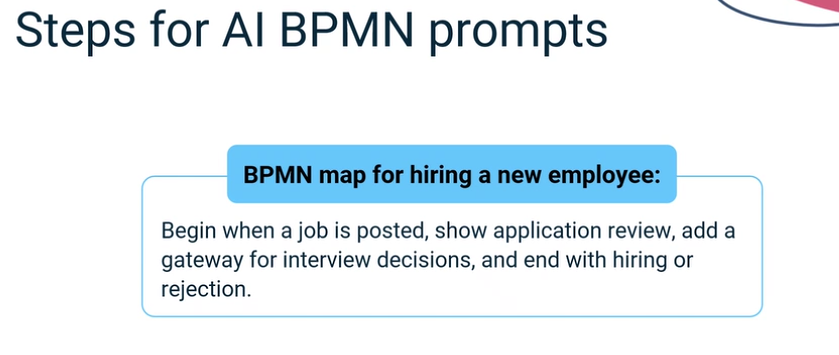 Steps for AI BPMN prompts
BPMN map for hiring a new employee:
Begin when a job is posted, show application review, add a
gateway for interview decisions, and end with hiring or
rejection.